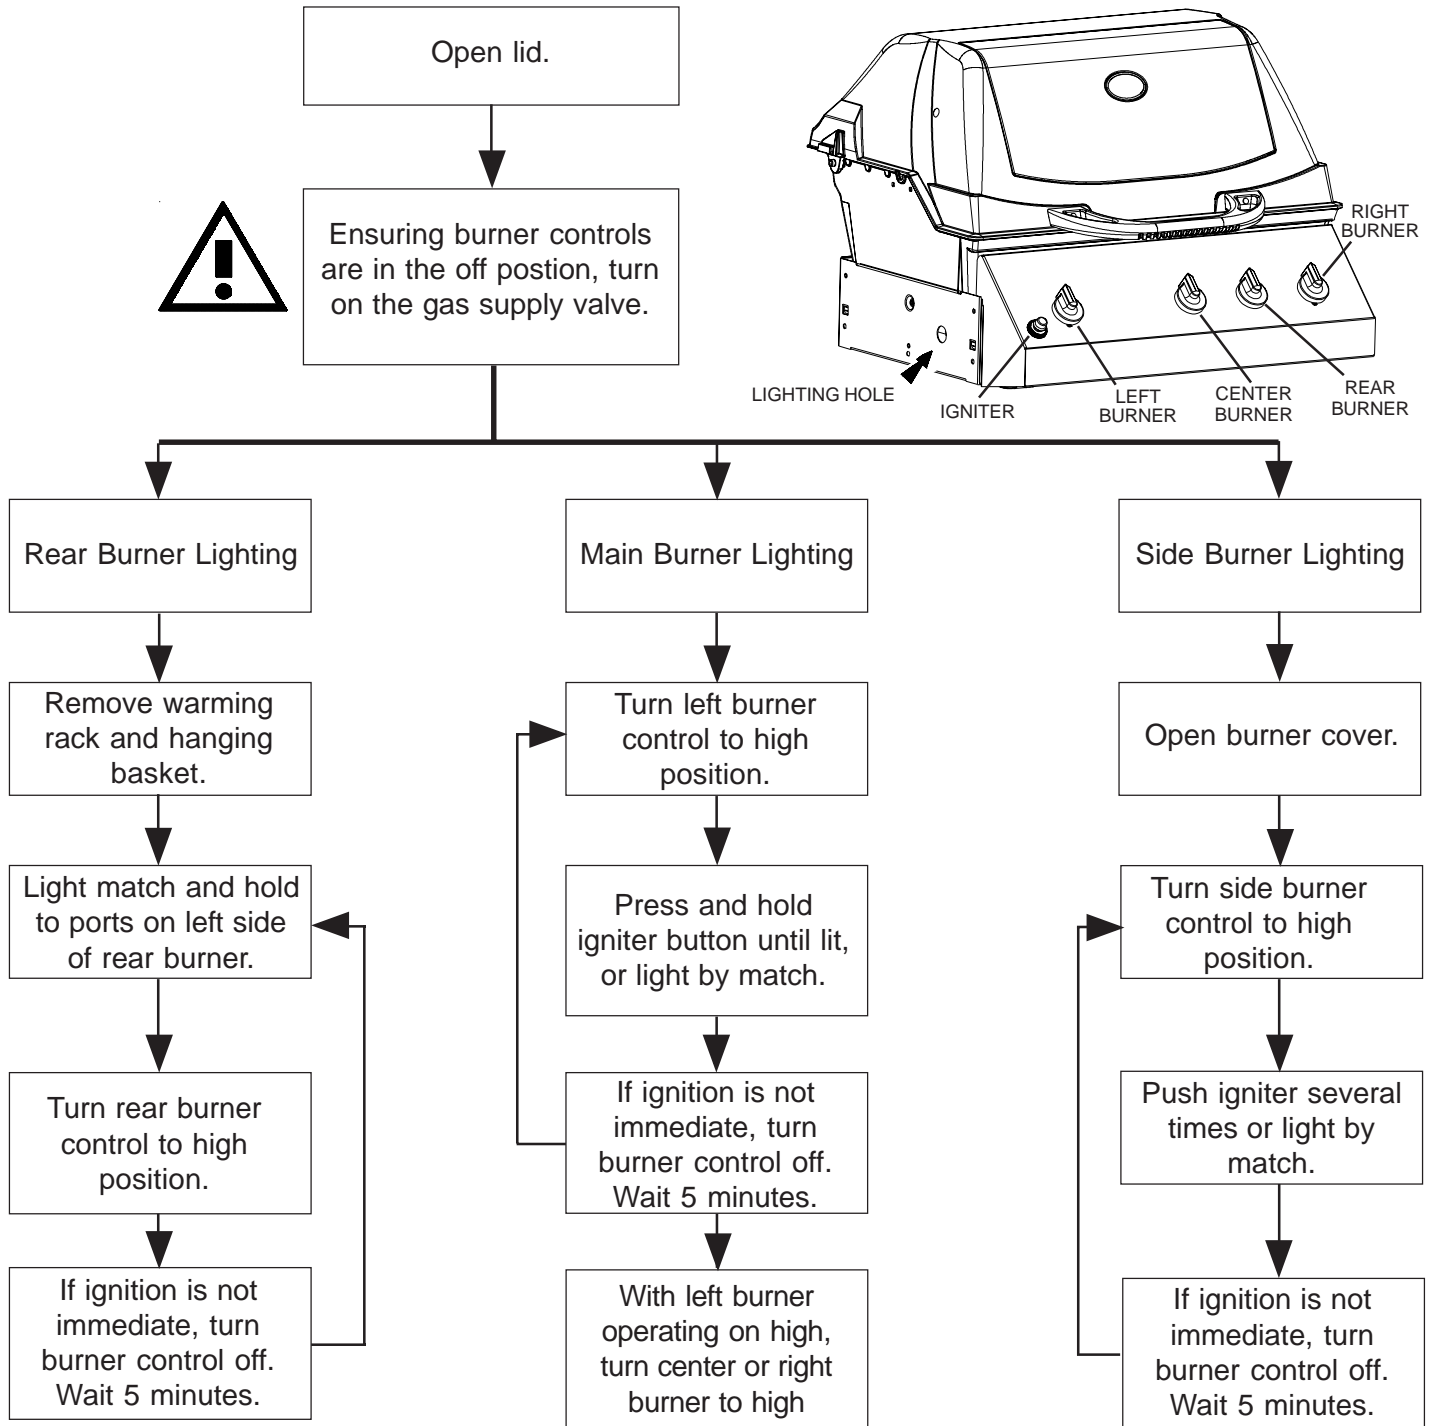 Open lid.
Ensuring burner controls
are in the off postion, turn
on the gas supply valve.
RIGHT
BURNER
LIGHTING HOLE
IGNITER
LEFT
BURNER
CENTER
BURNER
REAR
BURNER
Rear Burner Lighting
Remove warming
rack and hanging
basket.
Light match and hold
to ports on left side
of rear burner.
Turn rear burner
control to high
position.
If ignition is not
immediate, turn
burner control off.
Wait 5 minutes.
Main Burner Lighting
Turn left burner
control to high
position.
Press and hold
igniter button until lit,
or light by match.
If ignition is not
immediate, turn
burner control off.
Wait 5 minutes.
With left burner
operating on high,
turn center or right
burner to high
Side Burner Lighting
Open burner cover.
Turn side burner
control to high
position.
Push igniter several
times or light by
match.
If ignition is not
immediate, turn
burner control off.
Wait 5 minutes.